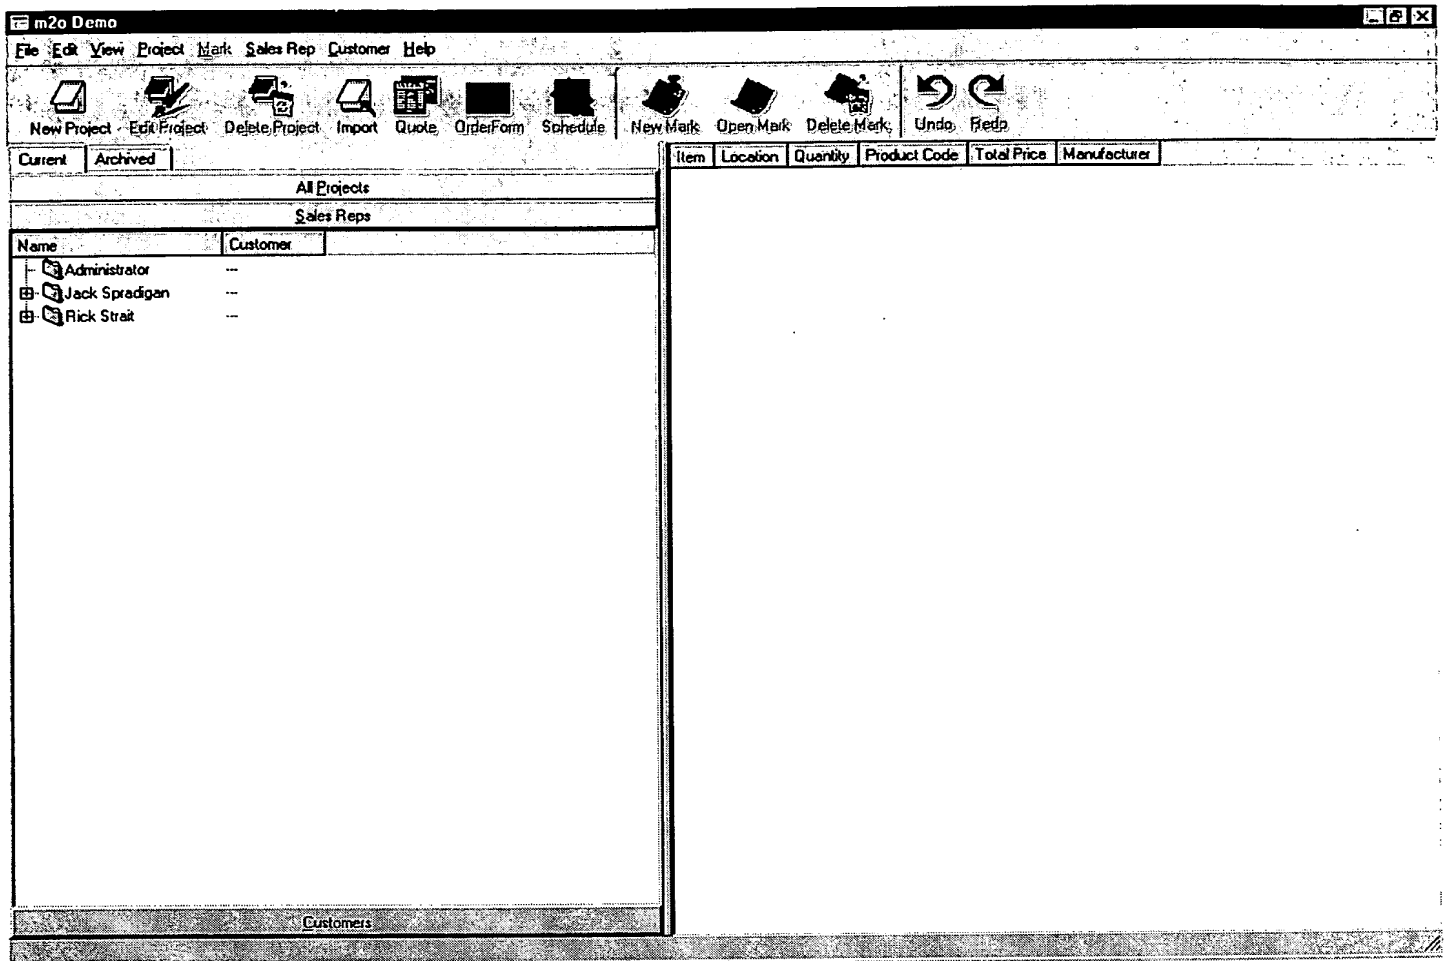 m2o Demo
File Edit View Project Mark Sales Rep Customer Help
New Project Edit Project Delete Project Import Quote OrderForm Schedule New Mark Open Mark Delete Mark Undo Redo
Current Archived
Item Location Quantity Product Code Total Price Manufacturer
All Projects
Sales Reps
Name Customer
Administrator ---
Jack Spradigan ---
Rick Strait ---
Customers